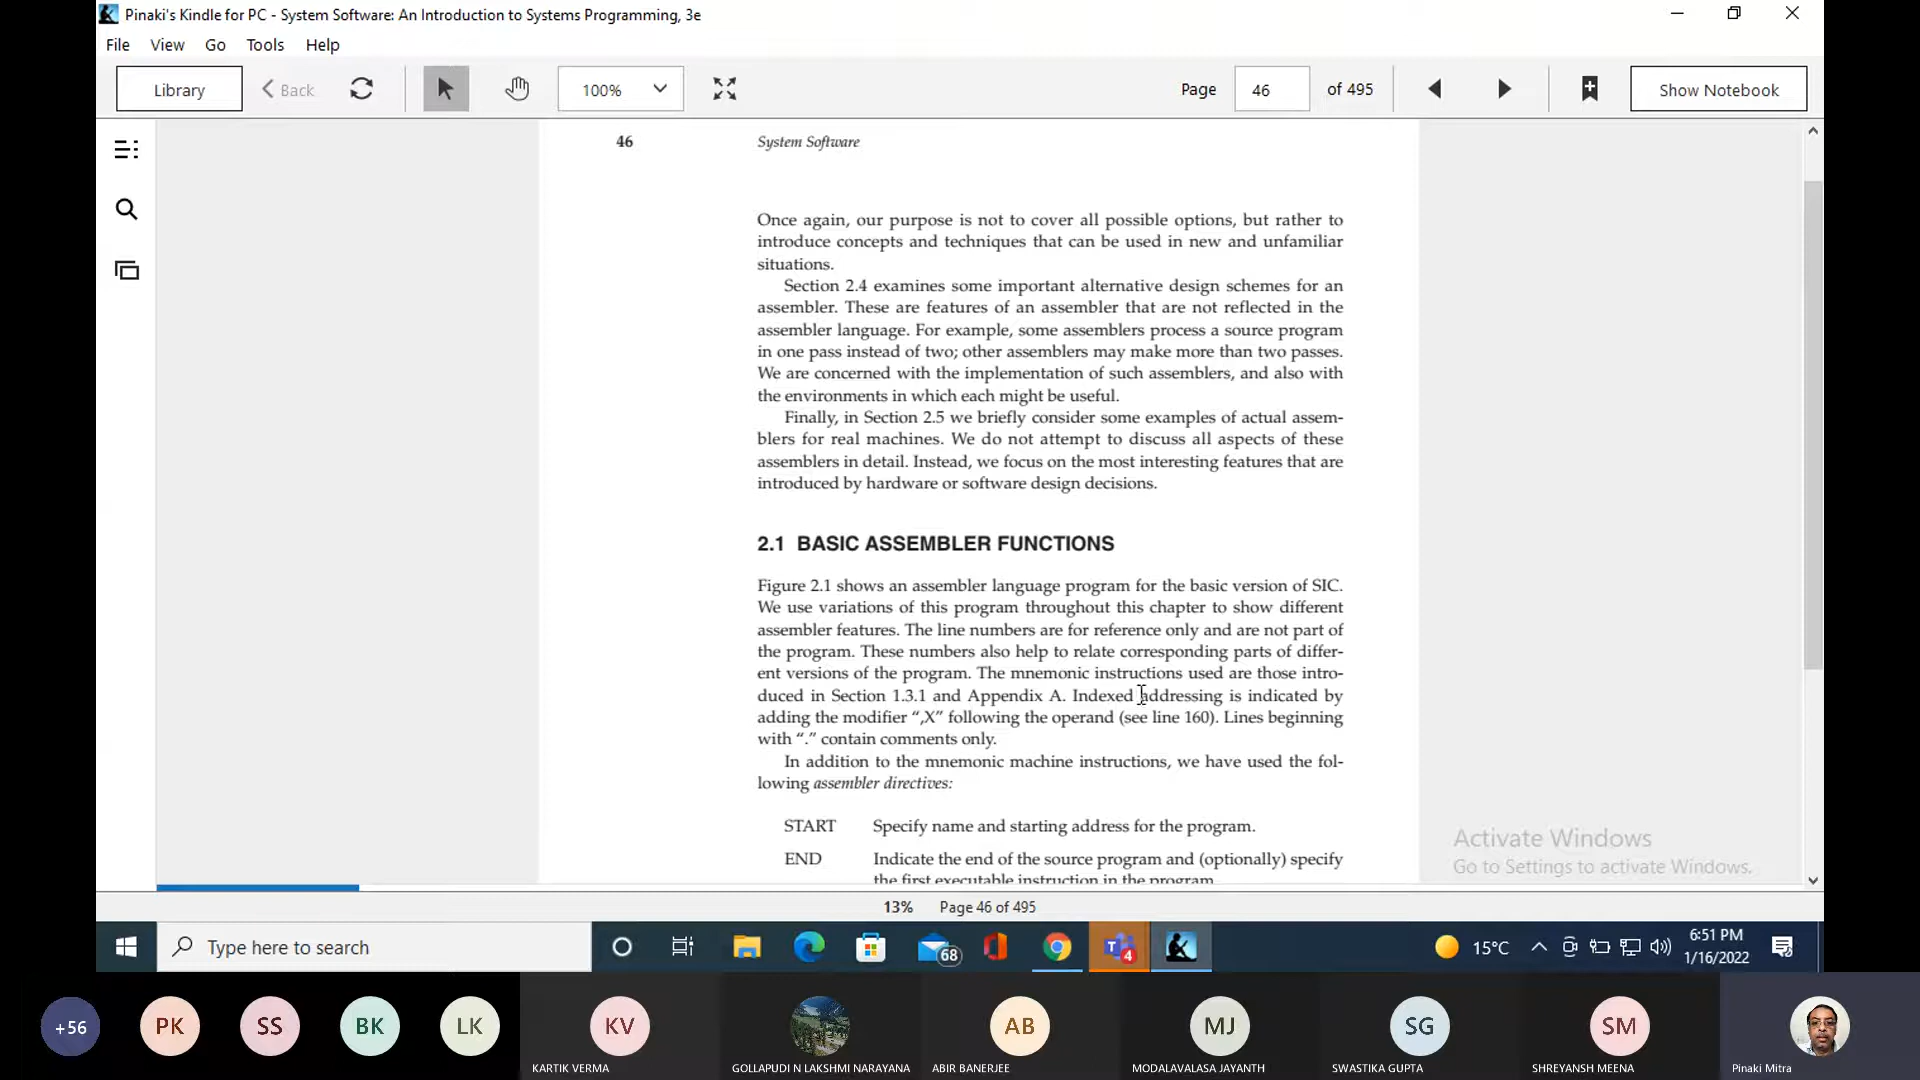 Pinaki's Kindle for PC - System Software: An Introduction to Systems Programming, 3e
File View Go Tools Help
Library Back 100% Page 46 of 495 Show Notebook
46 System Software
Once again, our purpose is not to cover all possible options, but rather to
introduce concepts and techniques that can be used in new and unfamiliar
situations.
Section 2.4 examines some important alternative design schemes for an
assembler. These are features of an assembler that are not reflected in the
assembler language. For example, some assemblers process a source program
in one pass instead of two; other assemblers may make more than two passes.
We are concerned with the implementation of such assemblers, and also with
the environments in which each might be useful.
Finally, in Section 2.5 we briefly consider some examples of actual assem-
blers for real machines. We do not attempt to discuss all aspects of these
assemblers in detail. Instead, we focus on the most interesting features that are
introduced by hardware or software design decisions.
2.1 BASIC ASSEMBLER FUNCTIONS
Figure 2.1 shows an assembler language program for the basic version of SIC.
We use variations of this program throughout this chapter to show different
assembler features. The line numbers are for reference only and are not part of
the program. These numbers also help to relate corresponding parts of differ-
ent versions of the program. The mnemonic instructions used are those intro-
duced in Section 1.3.1 and Appendix A. Indexed addressing is indicated by
adding the modifier “,X” following the operand (see line 160). Lines beginning
with “.” contain comments only.
In addition to the mnemonic machine instructions, we have used the fol-
lowing assembler directives:
START Specify name and starting address for the program.
END Indicate the end of the source program and (optionally) specify
the first executable instruction in the program.
Activate Windows
Go to Settings to activate Windows.
13% Page 46 of 495
Type here to search 68 4 15°C 6:51 PM
1/16/2022
+56 PK SS BK LK KV AB MJ SG SM
KARTIK VERMA GOLLAPUDI N LAKSHMI NARAYANA ABIR BANERJEE MODALAVALASA JAYANTH SWASTIKA GUPTA SHREYANSH MEENA Pinaki Mitra